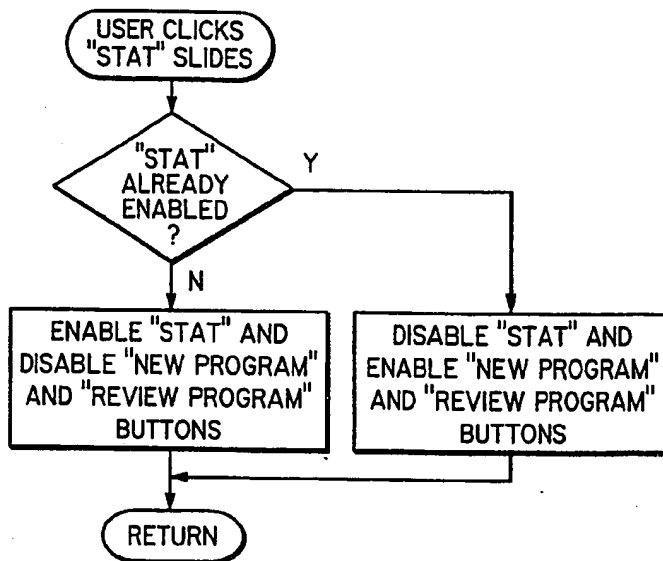 USER CLICKS
"STAT" SLIDES
"STAT"
ALREADY
ENABLED
?
Y
N
ENABLE "STAT" AND
DISABLE "NEW PROGRAM"
AND "REVIEW PROGRAM"
BUTTONS
DISABLE "STAT" AND
ENABLE "NEW PROGRAM"
AND "REVIEW PROGRAM"
BUTTONS
RETURN